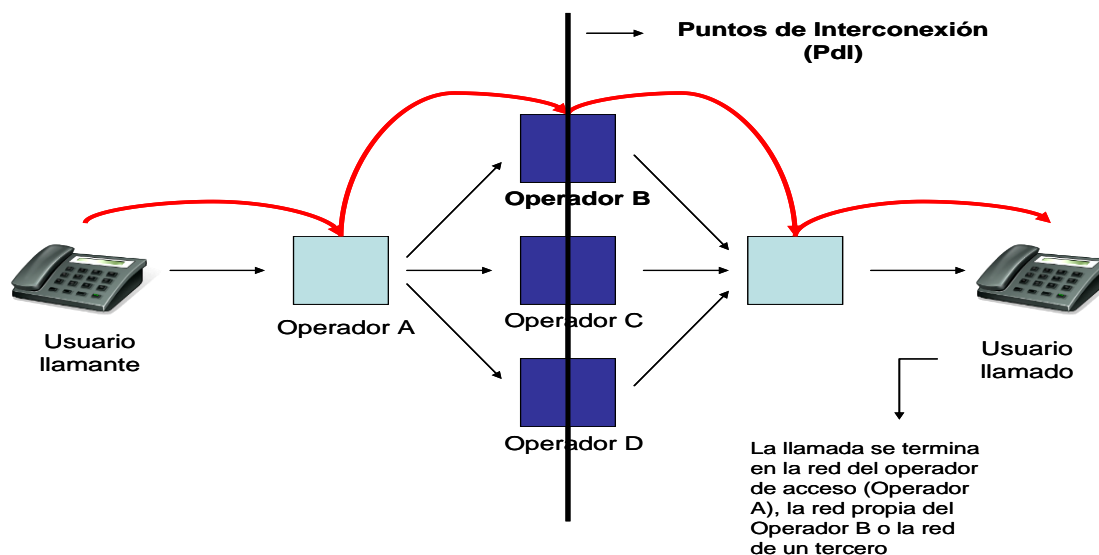 Puntos de Interconexión
(PdI)
Operador B
Operador A
Operador C
Operador D
Usuario
llamante
Usuario
llamado
La llamada se termina
en la red del operador
de acceso (Operador
A), la red propia del
Operador B o la red
de un tercero